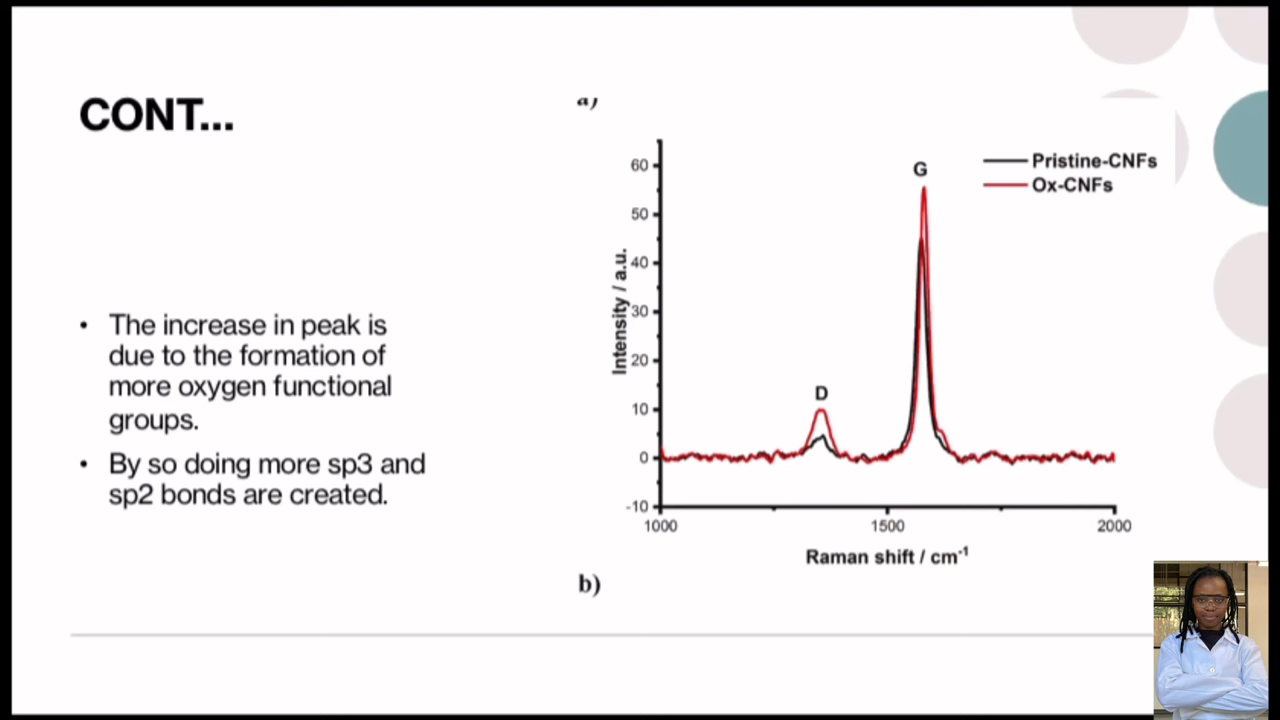 CONT...
The increase in peak is
due to the formation of
more oxygen functional
groups.
By so doing more sp3 and
sp2 bonds are created.
a)
G
D
Pristine-CNFs
Ox-CNFs
Intensity / a.u.
60
50
40
30
20
10
0
-10
1000
1500
2000
Raman shift / cm-1
b)